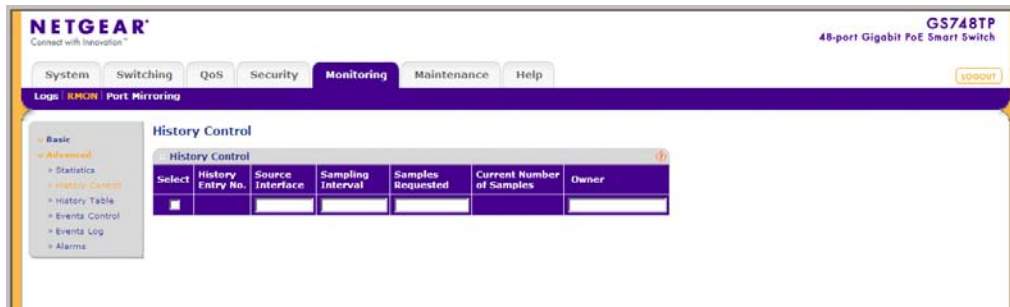 NETGEAR®
Connect with Innovation™
GS748TP
48-port Gigabit PoE Smart Switch
System Switching QoS Security Monitoring Maintenance Help
LOGOUT
Logs RMON Port Mirroring
Basic
Advanced
Statistics
History Control
History Table
Events Control
Events Log
Alarms
History Control
History Control
Select History Entry No. Source Interface Sampling Interval Samples Requested Current Number of Samples Owner